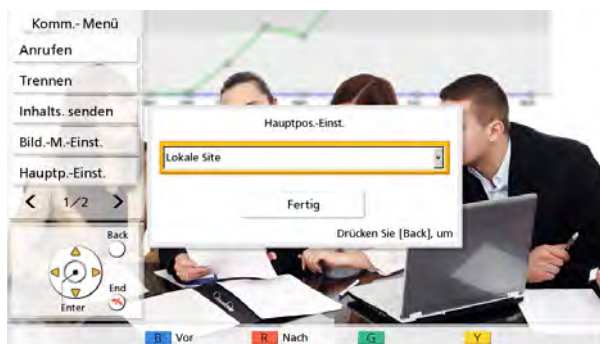 Komm.- Menü
Anrufen
Trennen
Inhalts. senden
Bild.-M.-Einst.
Hauptp.-Einst.
1/2
Back
End
Enter
Hauptpos.-Einst.
Lokale Site
Fertig
Drücken Sie [Back], um
B Vor R Nach G Y